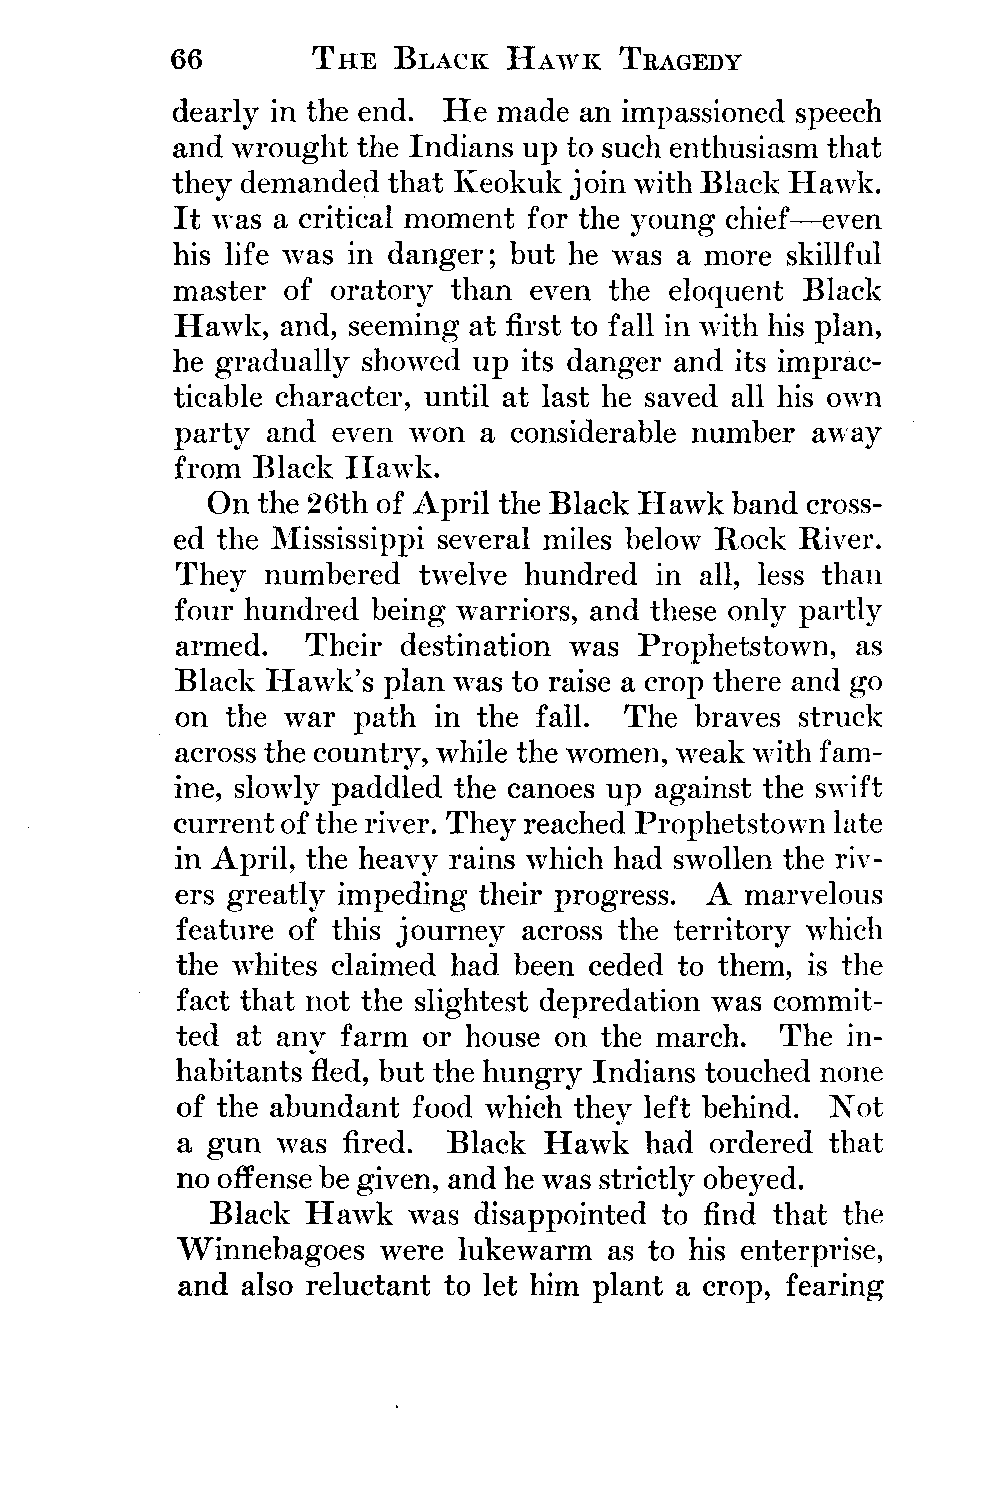 66 THE BLACK HAWK TRAGEDY
dearly in the end. He made an impassioned speech
and wrought the Indians up to such enthusiasm that
they demanded that Keokuk join with Black Hawk.
It was a critical moment for the young chief—even
his life was in danger; but he was a more skillful
master of oratory than even the eloquent Black
Hawk, and, seeming at first to fall in with his plan,
he gradually showed up its danger and its imprac-
ticable character, until at last he saved all his own
party and even won a considerable number away
from Black Hawk.
On the 26th of April the Black Hawk band cross-
ed the Mississippi several miles below Rock River.
They numbered twelve hundred in all, less than
four hundred being warriors, and these only partly
armed. Their destination was Prophetstown, as
Black Hawk's plan was to raise a crop there and go
on the war path in the fall. The braves struck
across the country, while the women, weak with fam-
ine, slowly paddled the canoes up against the swift
current of the river. They reached Prophetstown late
in April, the heavy rains which had swollen the riv-
ers greatly impeding their progress. A marvelous
feature of this journey across the territory which
the whites claimed had been ceded to them, is the
fact that not the slightest depredation was commit-
ted at any farm or house on the march. The in-
habitants fled, but the hungry Indians touched none
of the abundant food which they left behind. Not
a gun was fired. Black Hawk had ordered that
no offense be given, and he was strictly obeyed.
Black Hawk was disappointed to find that the
Winnebagoes were lukewarm as to his enterprise,
and also reluctant to let him plant a crop, fearing